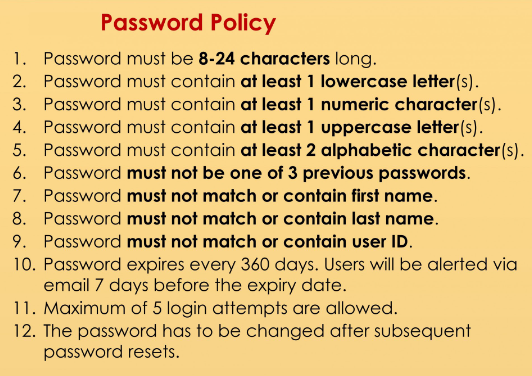 Password Policy
1. Password must be 8-24 characters long.
2. Password must contain at least 1 lowercase letter(s).
3. Password must contain at least 1 numeric character(s).
4. Password must contain at least 1 uppercase letter(s).
5. Password must contain at least 2 alphabetic character(s).
6. Password must not be one of 3 previous passwords.
7. Password must not match or contain first name.
8. Password must not match or contain last name.
9. Password must not match or contain user ID.
10. Password expires every 360 days. Users will be alerted via
email 7 days before the expiry date.
11. Maximum of 5 login attempts are allowed.
12. The password has to be changed after subsequent
password resets.